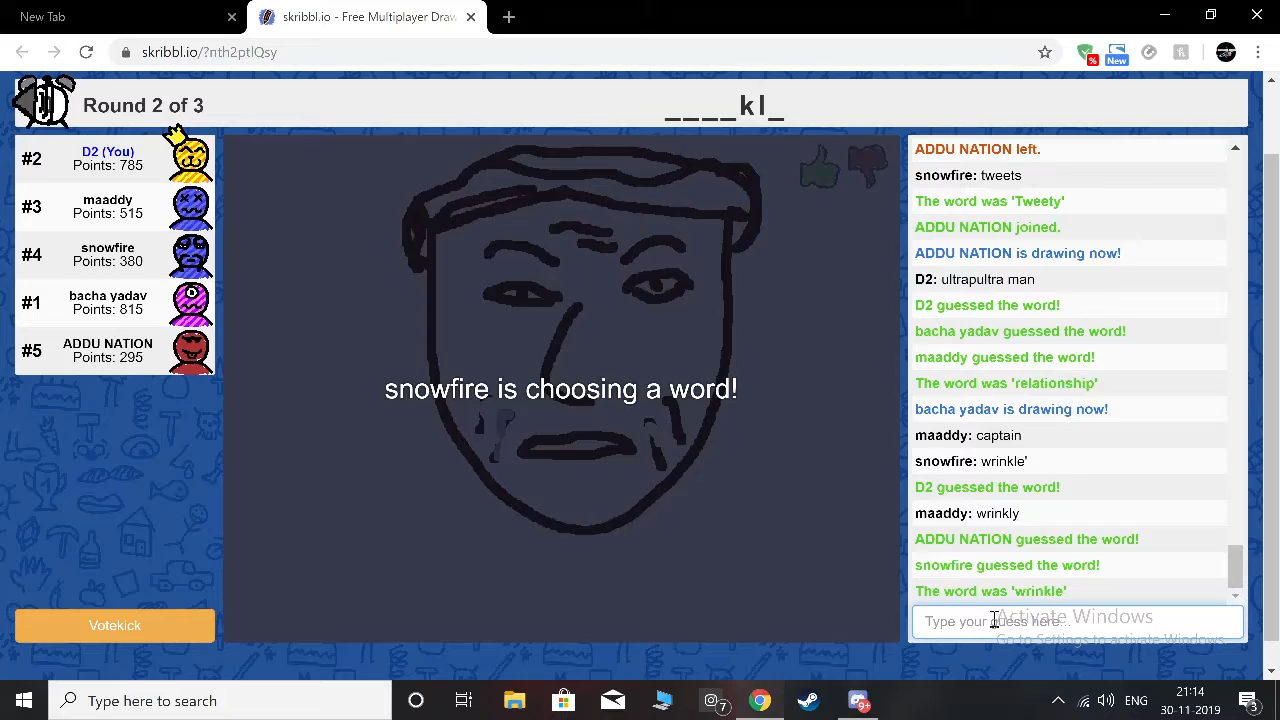 New Tab
skribbl.io - Free Multiplayer Draw
skribbl.io/?nth2ptlQsy
%
New
Round 2 of 3
____kl_
#2
D2 (You)
Points: 785
#3
maaddy
Points: 515
#4
snowfire
Points: 380
#1
bacha yadav
Points: 815
#5
ADDU NATION
Points: 295
Votekick
snowfire is choosing a word!
ADDU NATION left.
snowfire: tweets
The word was 'Tweety'
ADDU NATION joined.
ADDU NATION is drawing now!
D2: ultrapultra man
D2 guessed the word!
bacha yadav guessed the word!
maaddy guessed the word!
The word was 'relationship'
bacha yadav is drawing now!
maaddy: captain
snowfire: wrinkle'
D2 guessed the word!
maaddy: wrinkly
ADDU NATION guessed the word!
snowfire guessed the word!
The word was 'wrinkle'
Type your guess here...
Activate Windows
Go to Settings to activate Windows.
Type here to search
7
9+
ENG
21:14
30-11-2019
3